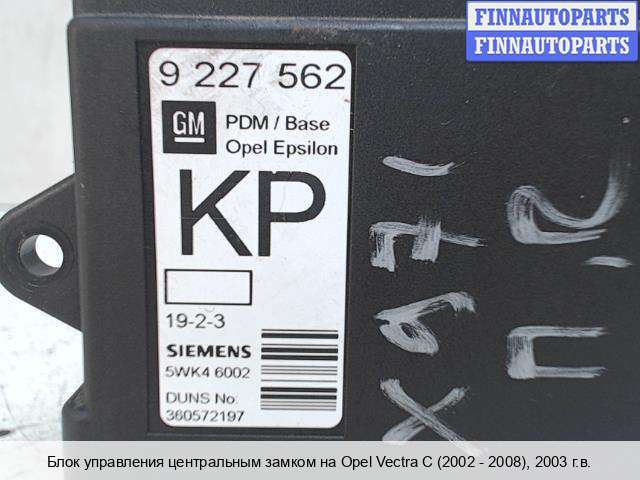 FINNAUTOPARTS
FINNAUTOPARTS
9 227 562
GM
PDM / Base
Opel Epsilon
KP
19-2-3
SIEMENS
5WK4 6002
DUNS No:
360572197
Блок управления центральным замком на Opel Vectra C (2002 - 2008), 2003 г.в.